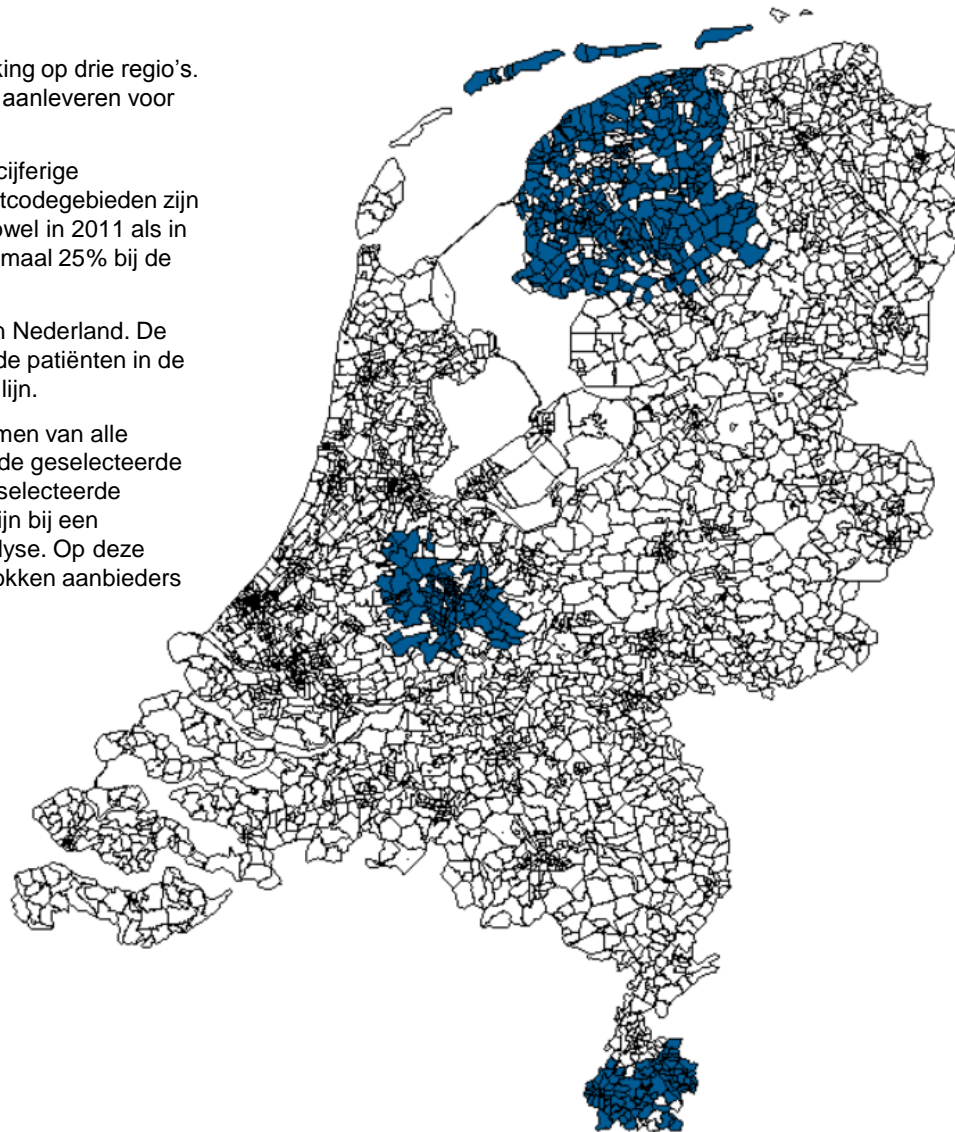 king op drie regio's.
aanleveren voor
cijferige
tcodegebieden zijn
owel in 2011 als in
maal 25% bij de
n Nederland. De
de patiënten in de
lijn.
men van alle
de geselecteerde
selecteerde
ijn bij een
lyse. Op deze
okken aanbieders